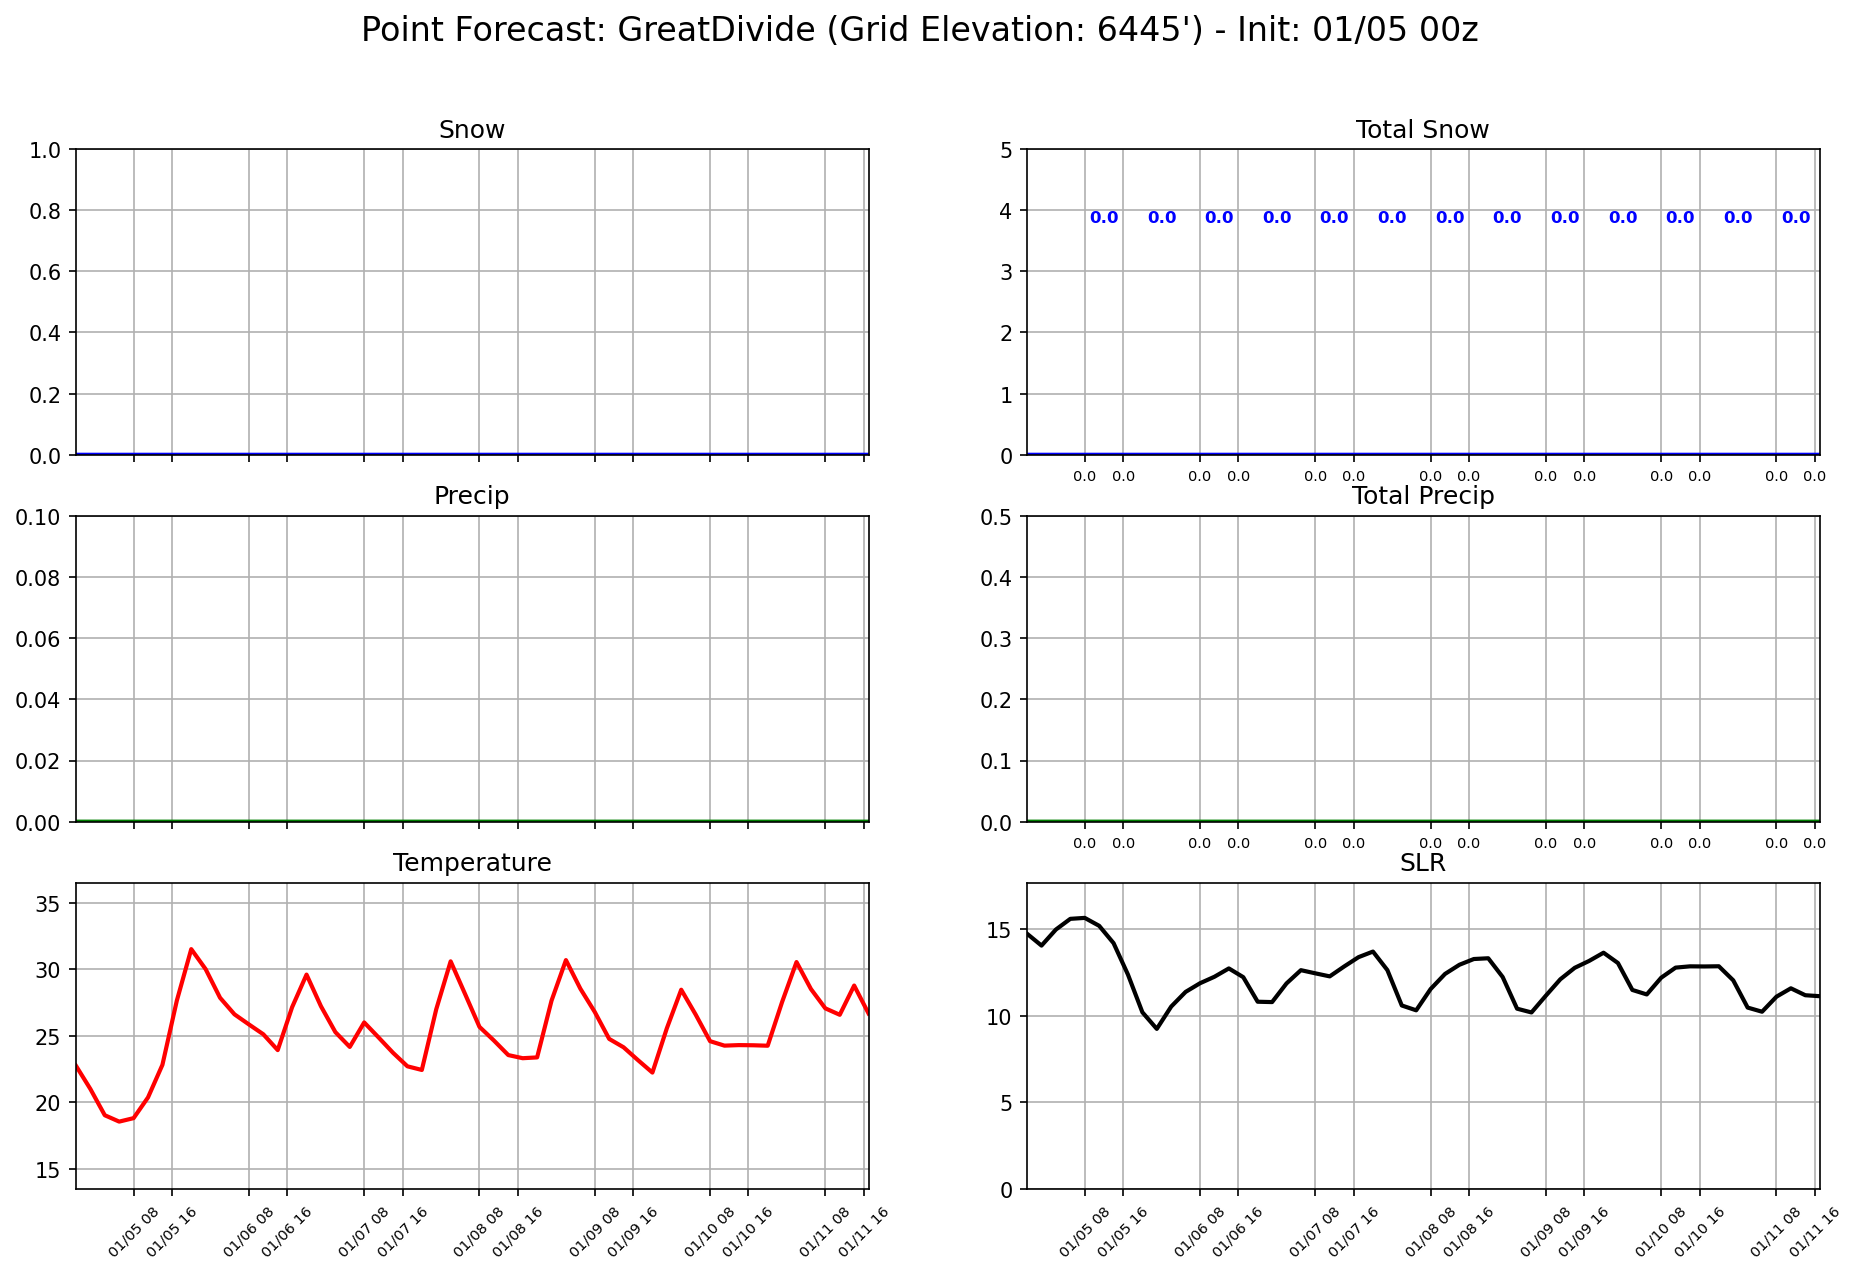 Point Forecast: GreatDivide (Grid Elevation: 6445') - Init: 01/05 00z
Snow
1.0
0.8
0.6
0.4
0.2
0.0
Total Snow
5
4
3
2
1
0
0.0 0.0 0.0 0.0 0.0 0.0 0.0 0.0 0.0 0.0 0.0 0.0 0.0
0.0 0.0 0.0 0.0 0.0 0.0 0.0 0.0 0.0 0.0 0.0 0.0 0.0 0.0
Precip
0.10
0.08
0.06
0.04
0.02
0.00
Total Precip
0.5
0.4
0.3
0.2
0.1
0.0
0.0 0.0 0.0 0.0 0.0 0.0 0.0 0.0 0.0 0.0 0.0 0.0 0.0 0.0
Temperature
35
30
25
20
15
01/05 08 01/05 16 01/06 08 01/06 16 01/07 08 01/07 16 01/08 08 01/08 16 01/09 08 01/09 16 01/10 08 01/10 16 01/11 08 01/11 16
SLR
15
10
5
0
01/05 08 01/05 16 01/06 08 01/06 16 01/07 08 01/07 16 01/08 08 01/08 16 01/09 08 01/09 16 01/10 08 01/10 16 01/11 08 01/11 16